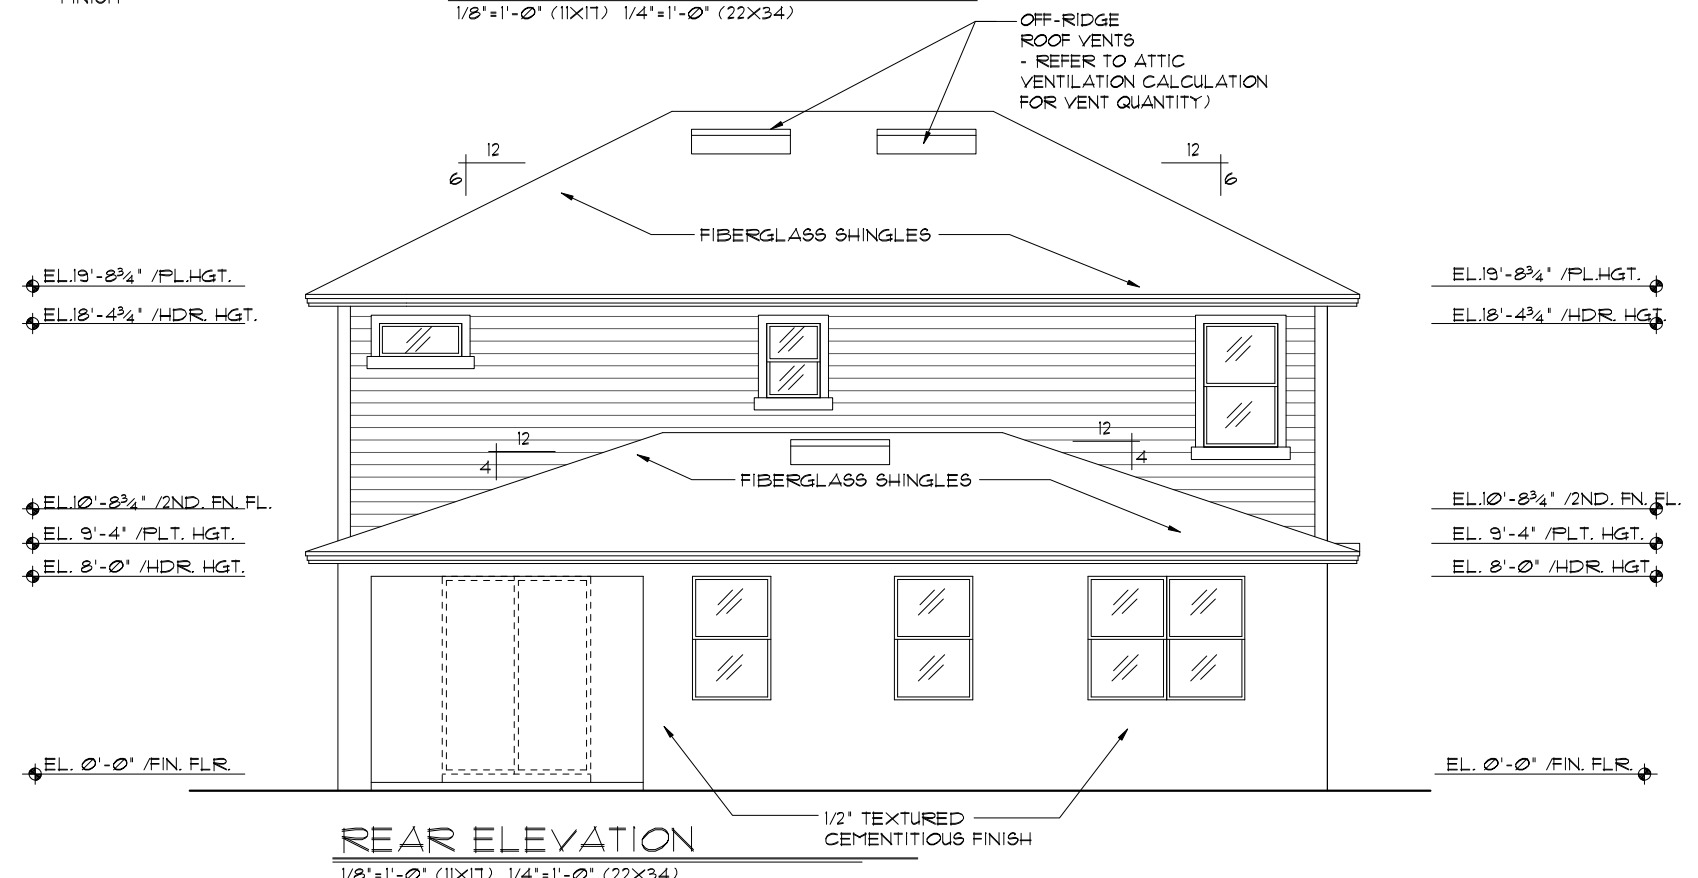 FINISH
1/8"=1'-0" (11X17)  1/4"=1'-0" (22X34)
OFF-RIDGE
ROOF VENTS
- REFER TO ATTIC
VENTILATION CALCULATION
FOR VENT QUANTITY)
12
6
12
6
FIBERGLASS SHINGLES
EL.19'-8¾" /PL.HGT.
EL.19'-8¾" /PL.HGT.
EL.18'-4¾" /HDR. HGT.
EL.18'-4¾" /HDR. HGT.
12
4
12
4
FIBERGLASS SHINGLES
EL.10'-8¾" /2ND. FN. FL.
EL.10'-8¾" /2ND. FN. FL.
EL. 9'-4" /PLT. HGT.
EL. 9'-4" /PLT. HGT.
EL. 8'-0" /HDR. HGT.
EL. 8'-0" /HDR. HGT.
EL. 0'-0" /FIN. FLR.
EL. 0'-0" /FIN. FLR.
1/2" TEXTURED
CEMENTITIOUS FINISH
REAR ELEVATION
1/8"=1'-0" (11X17)  1/4"=1'-0" (22X34)